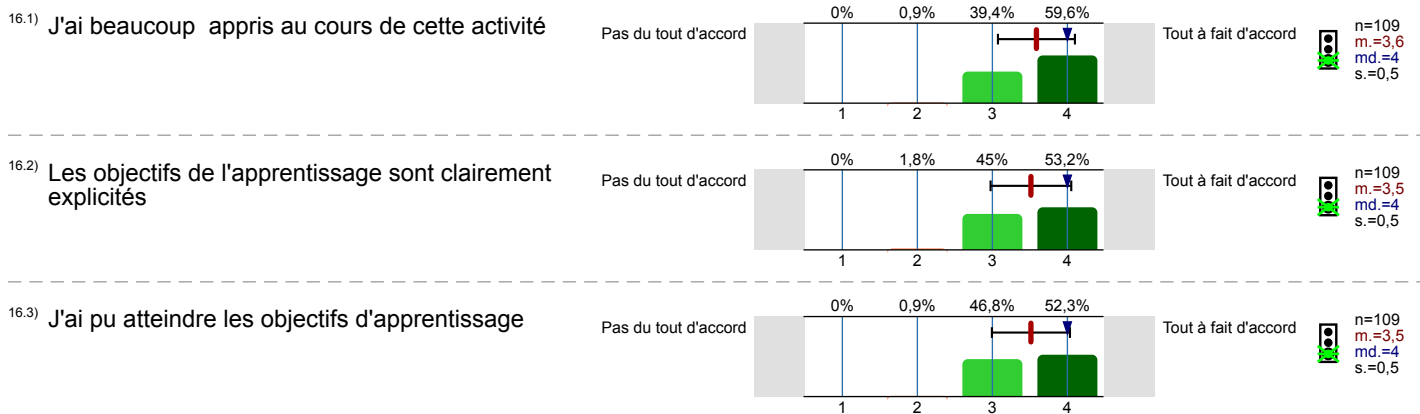 16.1) J'ai beaucoup appris au cours de cette activité
Pas du tout d'accord
0% 0,9% 39,4% 59,6%
1 2 3 4
Tout à fait d'accord
n=109
m.=3,6
md.=4
s.=0,5
16.2) Les objectifs de l'apprentissage sont clairement
explicités
Pas du tout d'accord
0% 1,8% 45% 53,2%
1 2 3 4
Tout à fait d'accord
n=109
m.=3,5
md.=4
s.=0,5
16.3) J'ai pu atteindre les objectifs d'apprentissage
Pas du tout d'accord
0% 0,9% 46,8% 52,3%
1 2 3 4
Tout à fait d'accord
n=109
m.=3,5
md.=4
s.=0,5